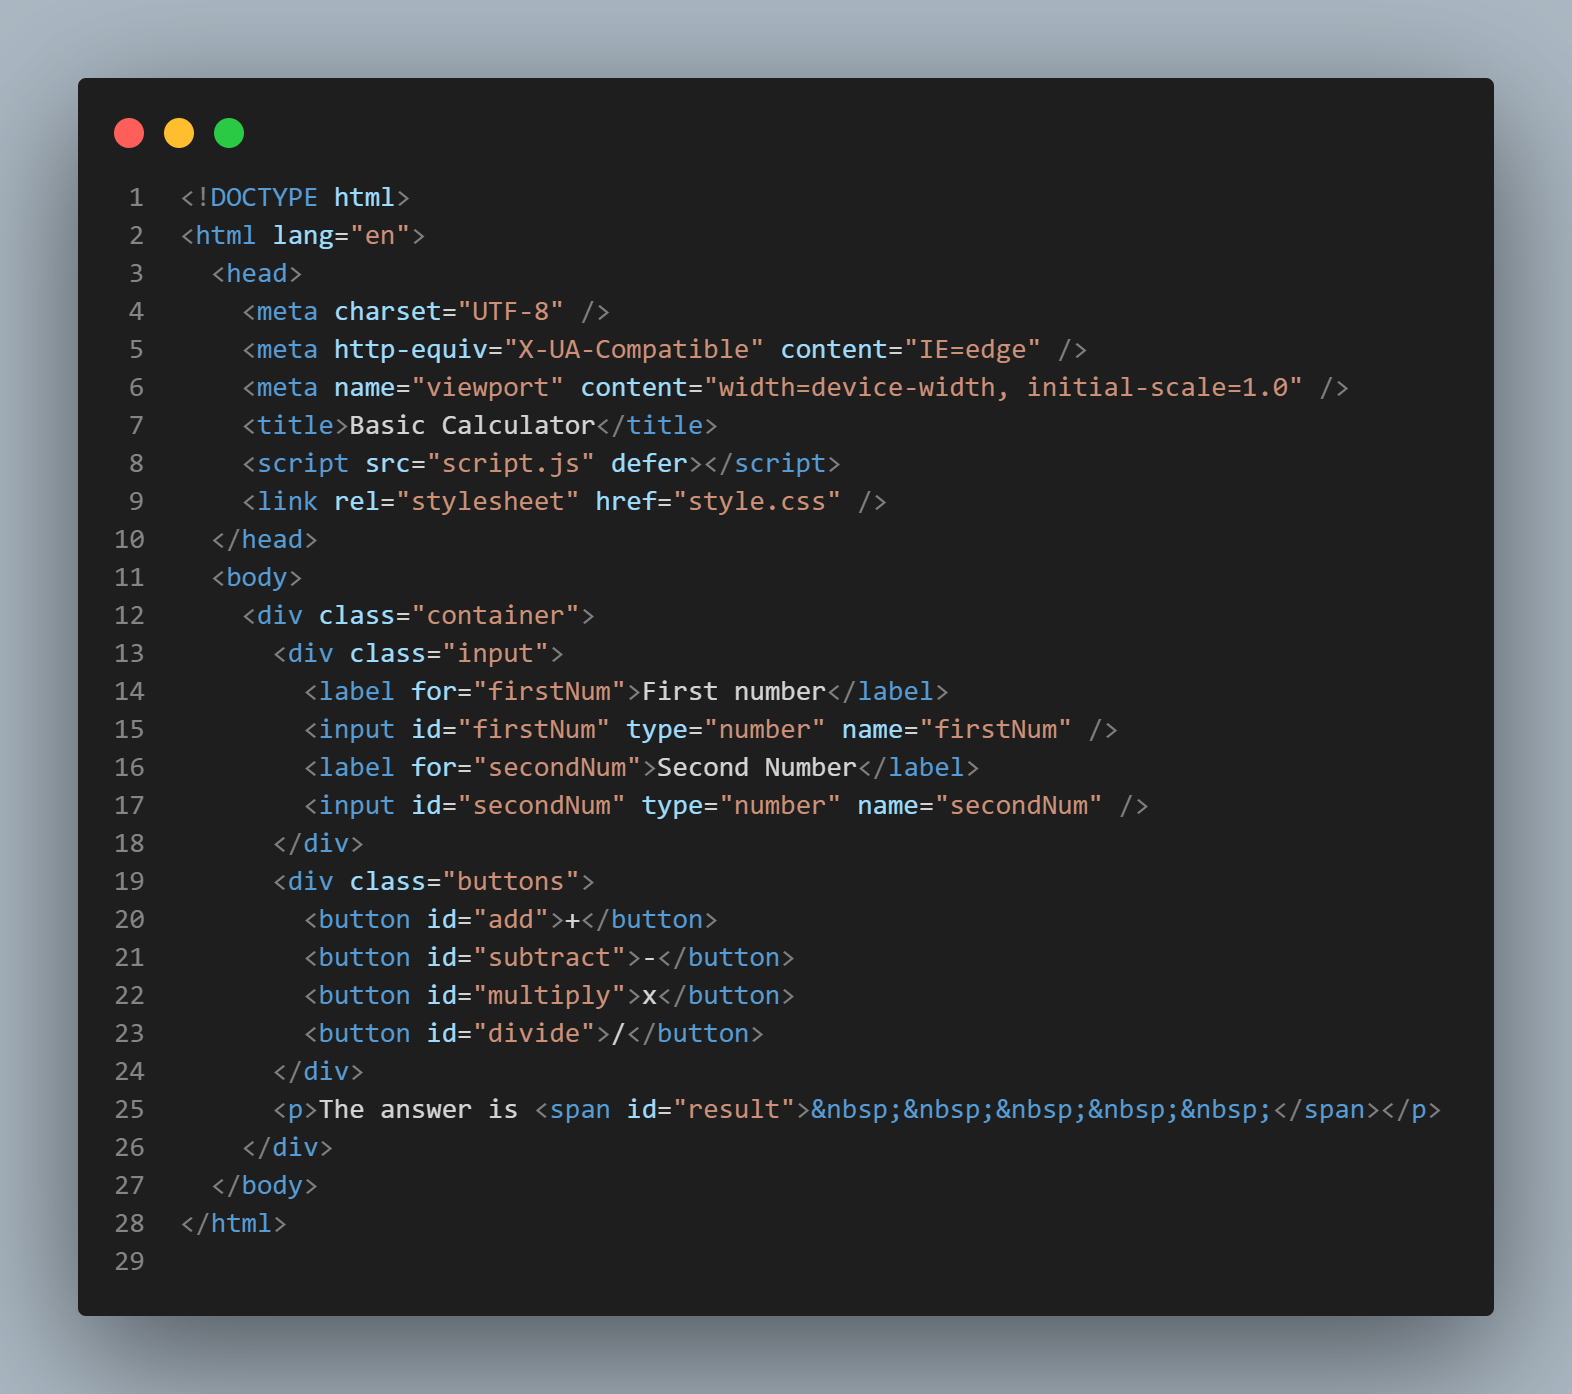 1 <!DOCTYPE html>
2 <html lang="en">
3   <head>
4     <meta charset="UTF-8" />
5     <meta http-equiv="X-UA-Compatible" content="IE=edge" />
6     <meta name="viewport" content="width=device-width, initial-scale=1.0" />
7     <title>Basic Calculator</title>
8     <script src="script.js" defer></script>
9     <link rel="stylesheet" href="style.css" />
10   </head>
11   <body>
12     <div class="container">
13       <div class="input">
14         <label for="firstNum">First number</label>
15         <input id="firstNum" type="number" name="firstNum" />
16         <label for="secondNum">Second Number</label>
17         <input id="secondNum" type="number" name="secondNum" />
18       </div>
19       <div class="buttons">
20         <button id="add">+</button>
21         <button id="subtract">-</button>
22         <button id="multiply">x</button>
23         <button id="divide">/</button>
24       </div>
25       <p>The answer is <span id="result">&nbsp;&nbsp;&nbsp;&nbsp;&nbsp;</span></p>
26     </div>
27   </body>
28 </html>
29